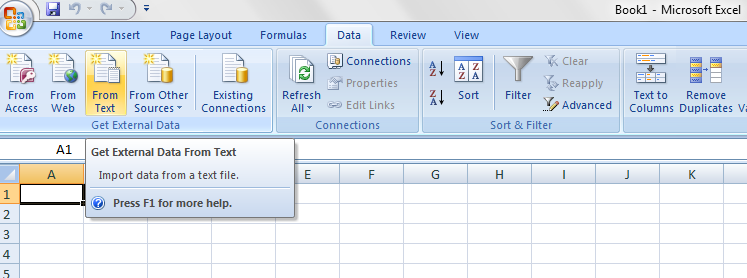 Book1 - Microsoft Excel
Home Insert Page Layout Formulas Data Review View
From Access
From Web
From Text
From Other Sources
Existing Connections
Get External Data
Refresh All
Connections
Properties
Edit Links
Connections
A
Z
Z
A
A Z
Z A
Sort
Filter
Clear
Reapply
Advanced
Sort & Filter
Text to Columns
Remove Duplicates
Va
A1
Get External Data From Text
Import data from a text file.
Press F1 for more help.
A E F G H I J K
1
2
3
4
5